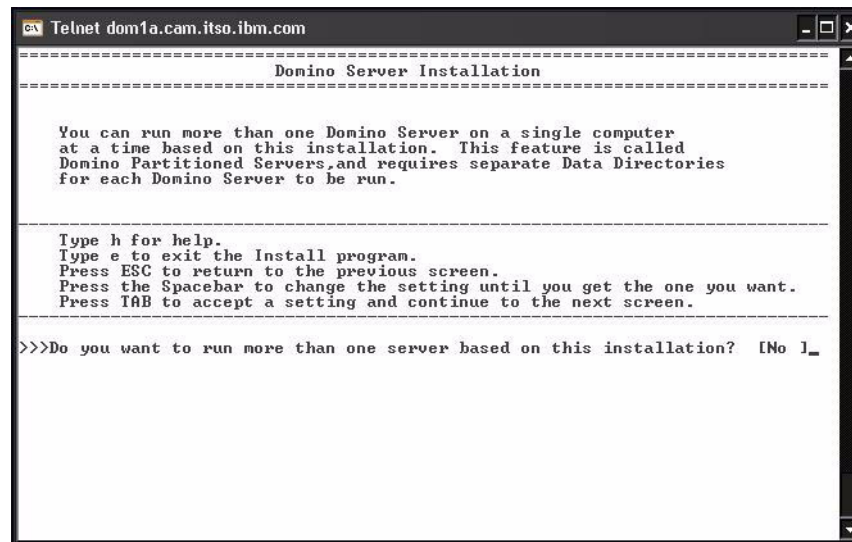 Telnet dom1a.cam.itso.ibm.com
Domino Server Installation
You can run more than one Domino Server on a single computer
at a time based on this installation.  This feature is called
Domino Partitioned Servers,and requires separate Data Directories
for each Domino Server to be run.
Type h for help.
Type e to exit the Install program.
Press ESC to return to the previous screen.
Press the Spacebar to change the setting until you get the one you want.
Press TAB to accept a setting and continue to the next screen.
>>>Do you want to run more than one server based on this installation?  [No ]_